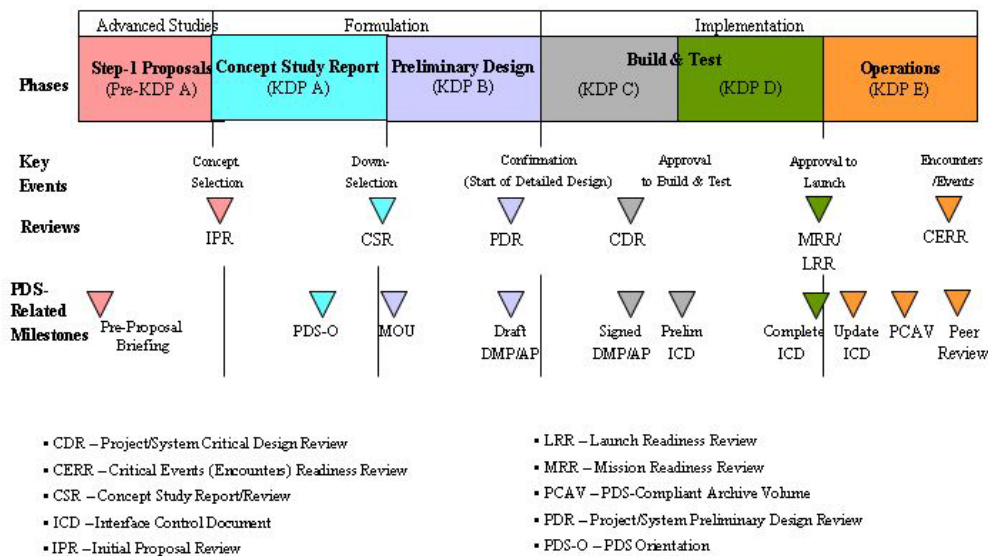 Advanced Studies Formulation Implementation
Phases
Step-1 Proposals
(Pre-KDP A)
Concept Study Report
(KDP A)
Preliminary Design
(KDP B)
Build & Test
(KDP C) (KDP D)
Operations
(KDP E)
Key
Events
Concept
Selection
Down-
Selection
Confirmation
(Start of Detailed Design)
Approval
to Build & Test
Approval to
Launch
Encounters
/Events
Reviews
IPR
CSR
PDR
CDR
MRR/
LRR
CERR
PDS-
Related
Milestones
Pre-Proposal
Briefing
PDS-O
MOU
Draft
DMP/AP
Signed
DMP/AP
Prelim
ICD
Complete
ICD
Update
ICD
PCAV
Peer
Review
▪ CDR – Project/System Critical Design Review
▪ CERR – Critical Events (Encounters) Readiness Review
▪ CSR – Concept Study Report/Review
▪ ICD – Interface Control Document
▪ IPR – Initial Proposal Review
▪ LRR – Launch Readiness Review
▪ MRR – Mission Readiness Review
▪ PCAV – PDS-Compliant Archive Volume
▪ PDR – Project/System Preliminary Design Review
▪ PDS-O – PDS Orientation